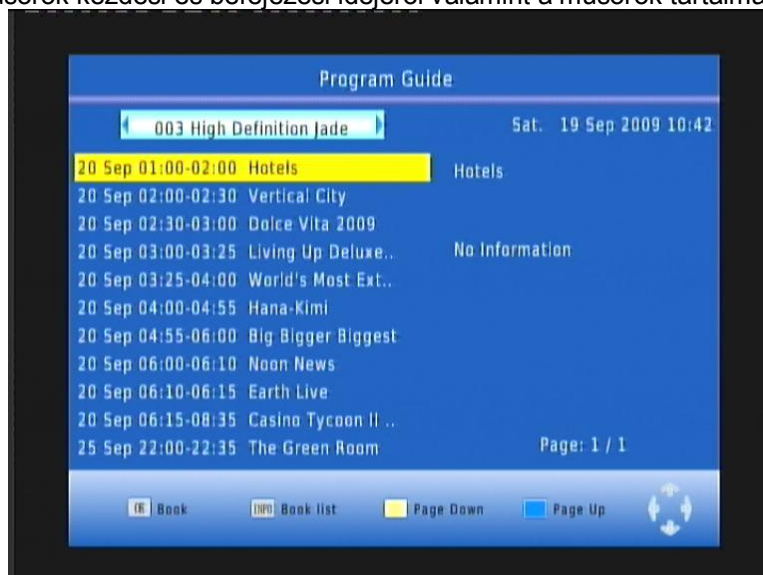 kezdési és befejezési idejéről valamint a műsorok
Program Guide
003 High Definition Jade
Sat. 19 Sep 2009 10:42
20 Sep 01:00-02:00 Hotels
20 Sep 02:00-02:30 Vertical City
20 Sep 02:30-03:00 Dolce Vita 2009
20 Sep 03:00-03:25 Living Up Deluxe..
20 Sep 03:25-04:00 World's Most Ext..
20 Sep 04:00-04:55 Hana-Kimi
20 Sep 04:55-06:00 Big Bigger Biggest
20 Sep 06:00-06:10 Noon News
20 Sep 06:10-06:15 Earth Live
20 Sep 06:15-08:35 Casino Tycoon II ..
25 Sep 22:00-22:35 The Green Room
Hotels
No Information
Page: 1 / 1
OK Book INFO Book list Page Down Page Up